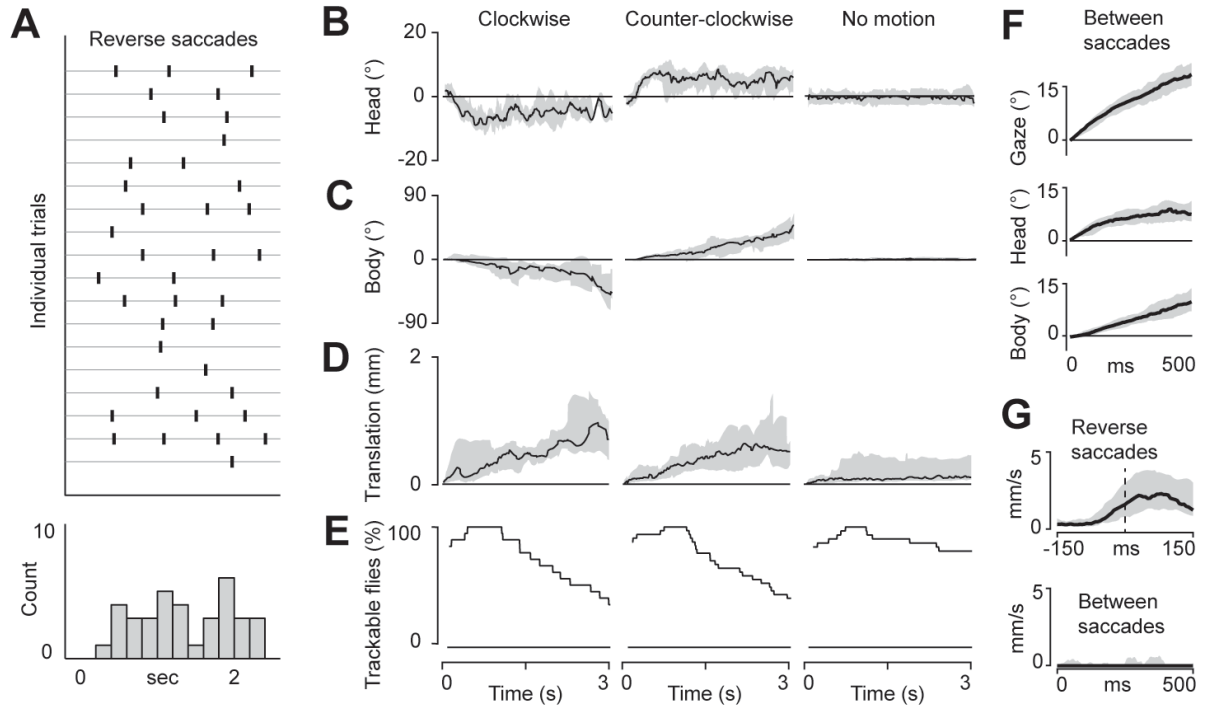 A
Reverse saccades
Individual trials
10
Count
0
0 sec 2
B
Clockwise Counter-clockwise No motion
20
Head (°)
0
-20
C
90
Body (°)
0
-90
D
2
Translation (mm)
0
E
100
Trackable flies (%)
0
0 Time (s) 3 0 Time (s) 3 0 Time (s) 3
F
Between
saccades
15
Gaze (°)
0
15
Head (°)
0
15
Body (°)
0
0 ms 500
G
Reverse
saccades
5
mm/s
0
-150 ms 150
5
Between
saccades
mm/s
0
0 ms 500